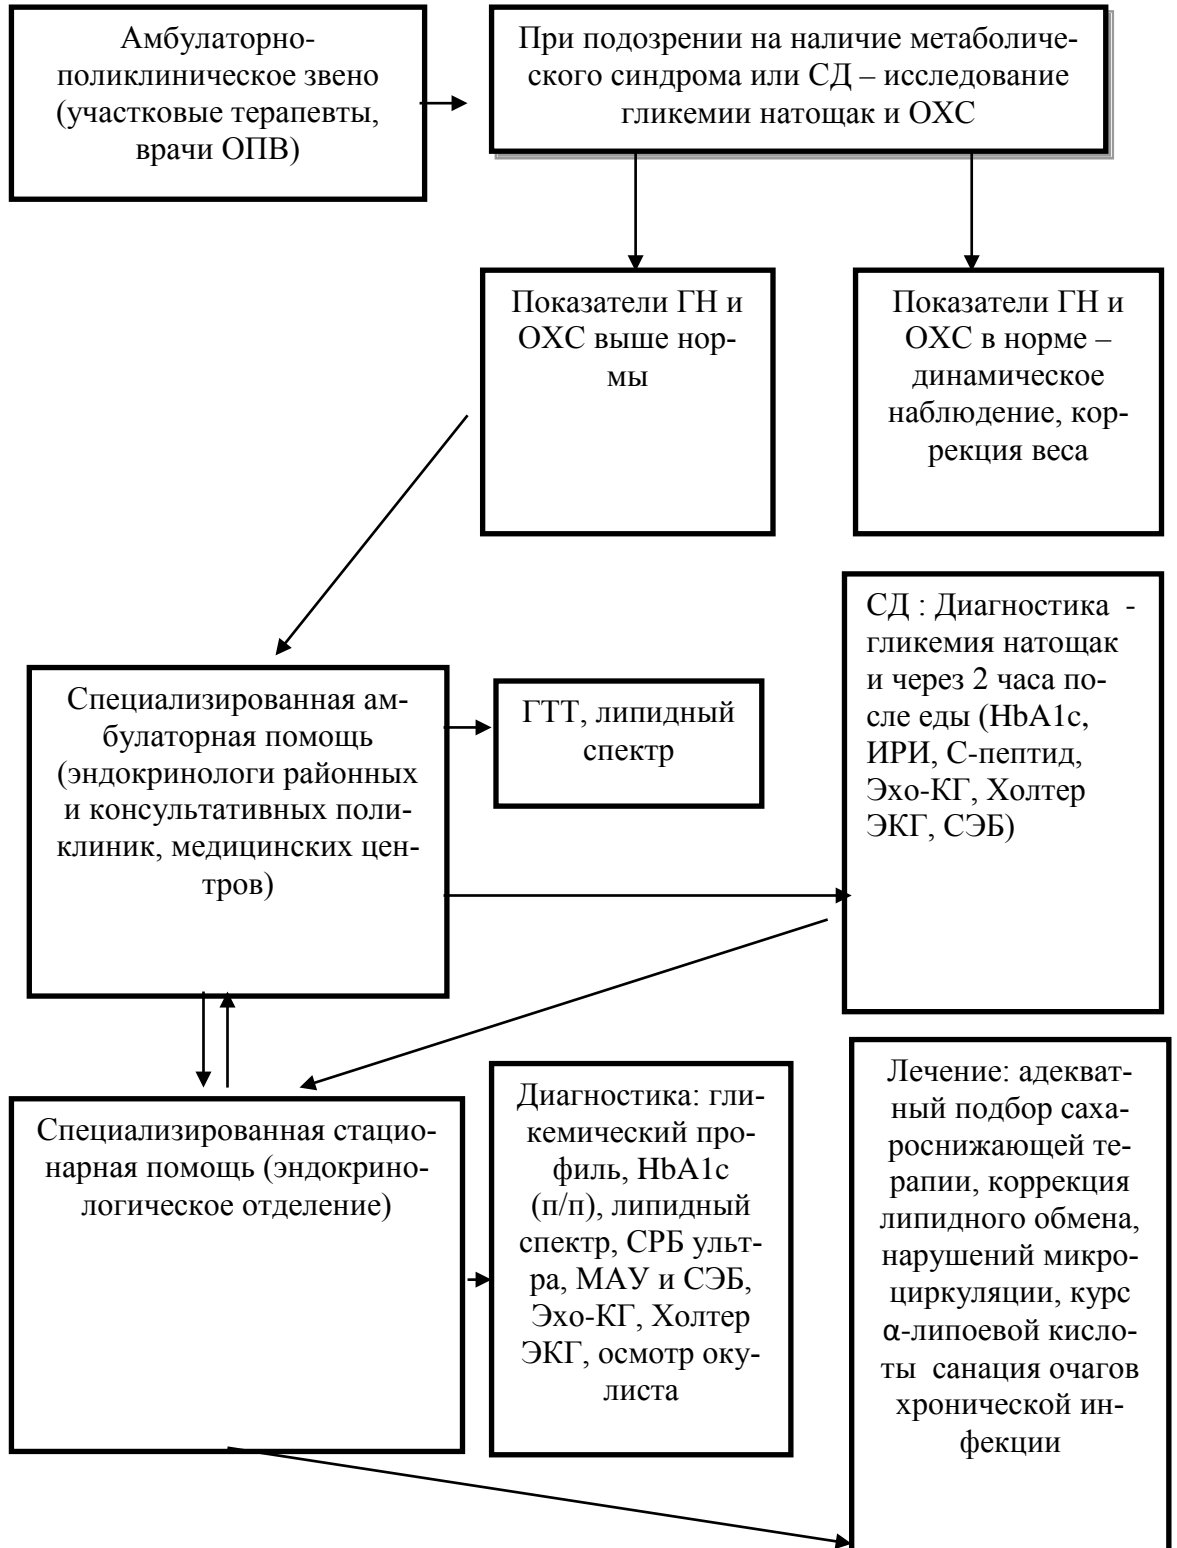 Амбулаторно-
поликлиническое звено
(участковые терапевты,
врачи ОПВ)
При подозрении на наличие метаболиче-
ского синдрома или СД – исследование
гликемии натощак и ОХС
Показатели ГН и
ОХС выше нор-
мы
Показатели ГН и
ОХС в норме –
динамическое
наблюдение, кор-
рекция веса
СД : Диагностика -
гликемия натощак
и через 2 часа по-
сле еды (HbA1c,
ИРИ, С-пептид,
Эхо-КГ, Холтер
ЭКГ, СЭБ)
Специализированная ам-
булаторная помощь
(эндокринологи районных
и консультативных поли-
клиник, медицинских цен-
тров)
ГТТ, липидный
спектр
Специализированная стацио-
нарная помощь (эндокрино-
логическое отделение)
Диагностика: гли-
кемический про-
филь, HbA1c
(п/п), липидный
спектр, СРБ ульт-
ра, МАУ и СЭБ,
Эхо-КГ, Холтер
ЭКГ, осмотр оку-
листа
Лечение: адекват-
ный подбор саха-
роснижающей те-
рапии, коррекция
липидного обмена,
нарушений микро-
циркуляции, курс
α-липоевой кисло-
ты санация очагов
хронической ин-
фекции